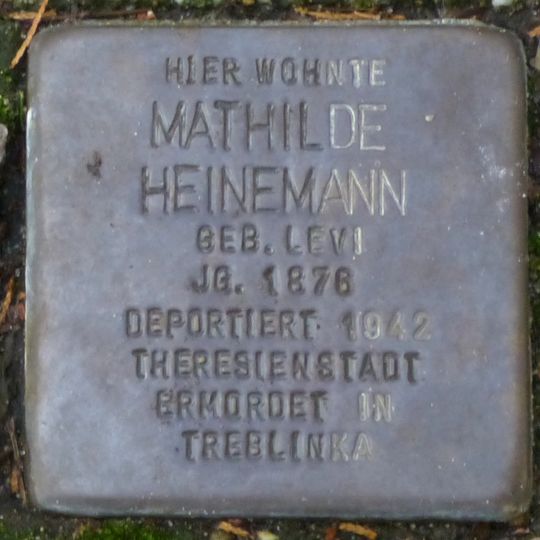 HIER WOHNTE
MATHILDE
HEINEMANN
GEB. LEVI
JG. 1876
DEPORTIERT 1942
THERESIENSTADT
ERMORDET IN
TREBLINKA